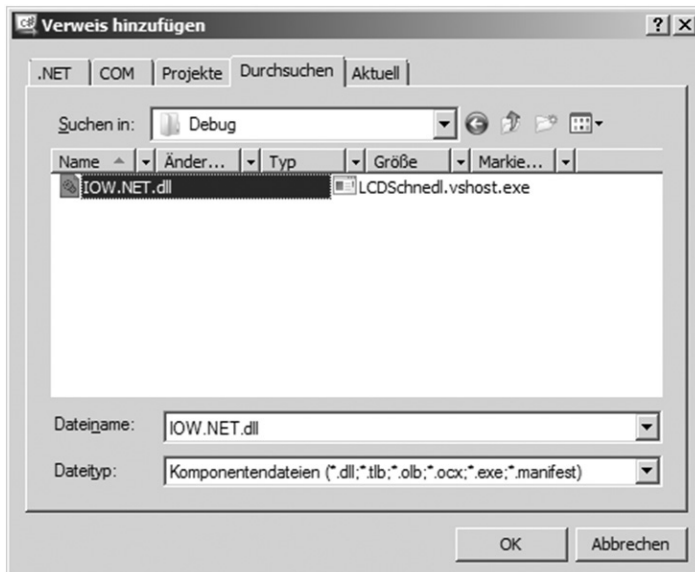 C# Verweis hinzufügen
.NET COM Projekte Durchsuchen Aktuell
Suchen in: Debug
Name Änder... Typ Größe Markie...
IOW.NET.dll LCDSchnedl.vshost.exe
Dateiname: IOW.NET.dll
Dateityp: Komponentendateien (*.dll;*.tlb;*.olb;*.ocx;*.exe;*.manifest)
OK Abbrechen